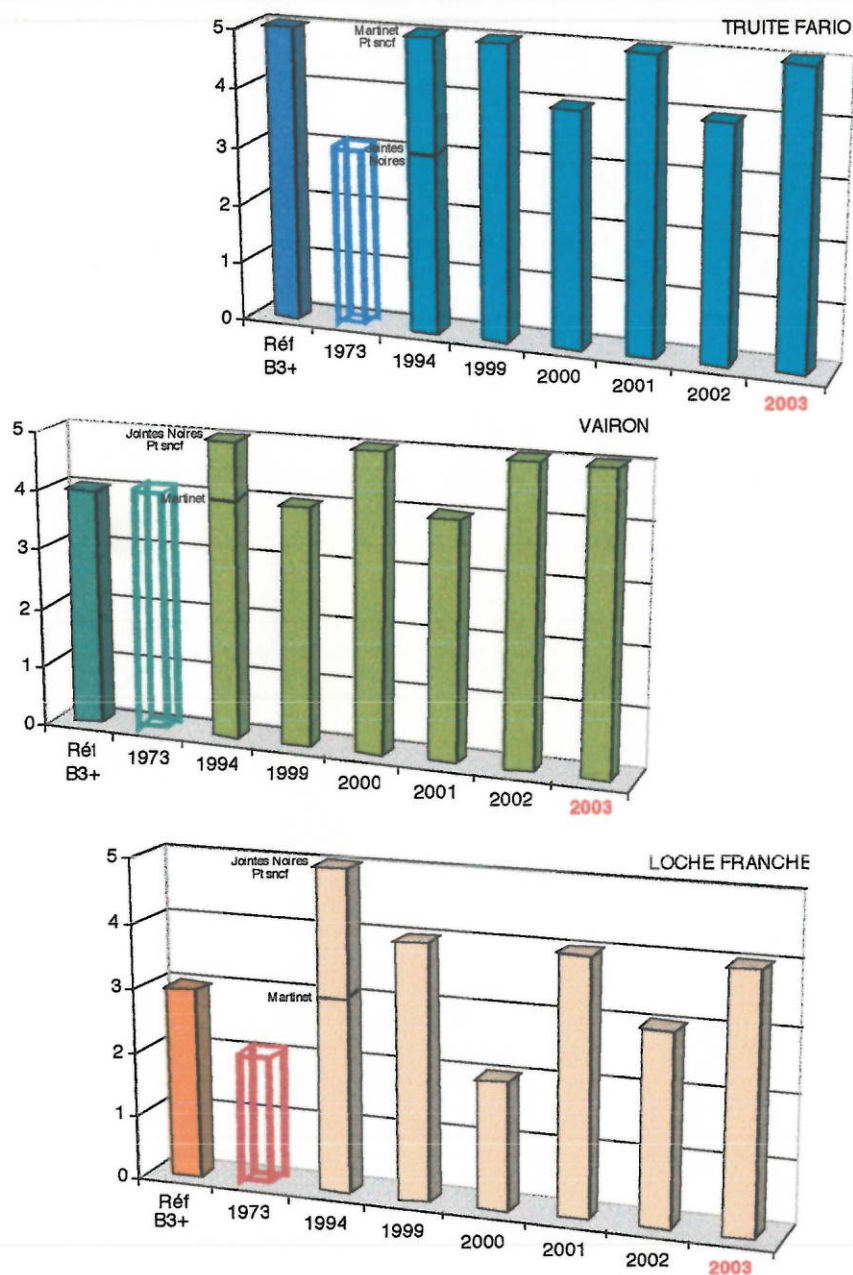 TRUITE FARIO
5
4
3
2
1
0
Martinet
Pt sncf
Jointes
Noires
Réf
B3+
1973
1994
1999
2000
2001
2002
2003
VAIRON
5
4
3
2
1
0
Jointes Noires
Pt sncf
Martinet
Réf
B3+
1973
1994
1999
2000
2001
2002
2003
LOCHE FRANCHE
5
4
3
2
1
0
Jointes Noires
Pt sncf
Martinet
Réf
B3+
1973
1994
1999
2000
2001
2002
2003